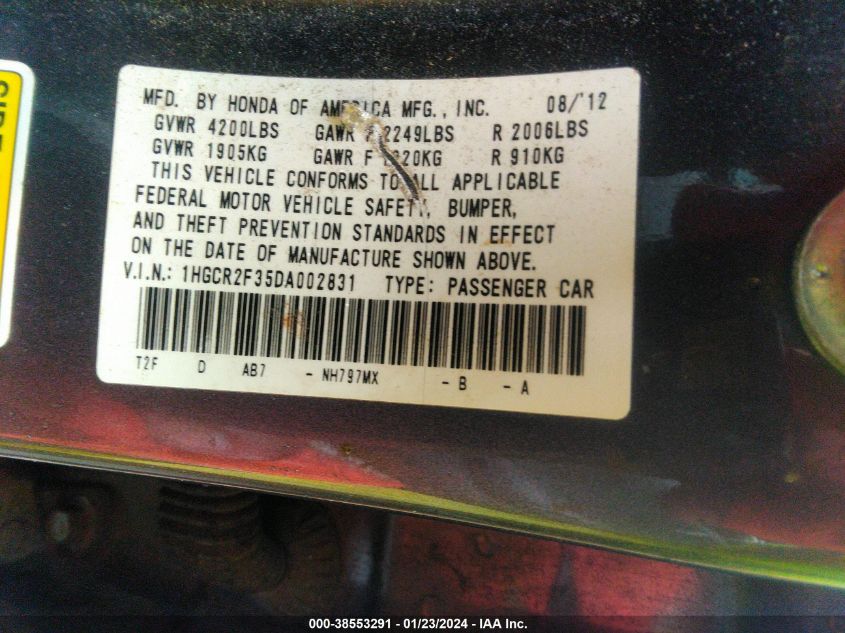 MFD. BY HONDA OF AMERICA MFG., INC. 08/'12
GVWR 4200LBS GAWR F 2249LBS R 2006LBS
GVWR 1905KG GAWR F 1020KG R 910KG
THIS VEHICLE CONFORMS TO ALL APPLICABLE
FEDERAL MOTOR VEHICLE SAFETY, BUMPER,
AND THEFT PREVENTION STANDARDS IN EFFECT
ON THE DATE OF MANUFACTURE SHOWN ABOVE.
V.I.N.: 1HGCR2F35DA002831 TYPE: PASSENGER CAR
T2F D AB7 - NH797MX - B - A
000-38553291 - 01/23/2024 - IAA Inc.